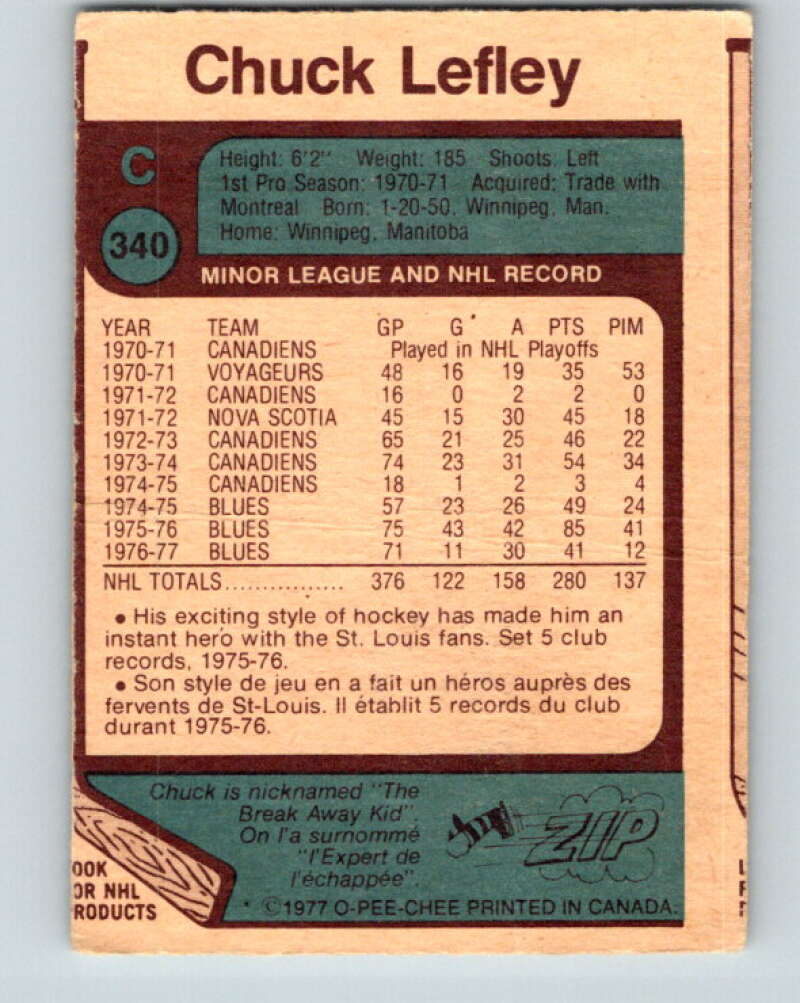 Chuck Lefley
C
340
Height: 6'2" Weight: 185 Shoots: Left
1st Pro Season: 1970-71 Acquired: Trade with
Montreal Born: 1-20-50, Winnipeg, Man.
Home: Winnipeg, Manitoba
MINOR LEAGUE AND NHL RECORD
YEAR TEAM GP G A PTS PIM
1970-71 CANADIENS Played in NHL Playoffs
1970-71 VOYAGEURS 48 16 19 35 53
1971-72 CANADIENS 16 0 2 2 0
1971-72 NOVA SCOTIA 45 15 30 45 18
1972-73 CANADIENS 65 21 25 46 22
1973-74 CANADIENS 74 23 31 54 34
1974-75 CANADIENS 18 1 2 3 4
1974-75 BLUES 57 23 26 49 24
1975-76 BLUES 75 43 42 85 41
1976-77 BLUES 71 11 30 41 12
NHL TOTALS................ 376 122 158 280 137
• His exciting style of hockey has made him an
instant hero with the St. Louis fans. Set 5 club
records, 1975-76.
• Son style de jeu en a fait un héros auprès des
fervents de St-Louis. Il établit 5 records du club
durant 1975-76.
Chuck is nicknamed "The
Break Away Kid".
On l'a surnommé
"l'Expert de
l'échappée".
ZIP
OOK
OR NHL
RODUCTS
©1977 O-PEE-CHEE PRINTED IN CANADA.